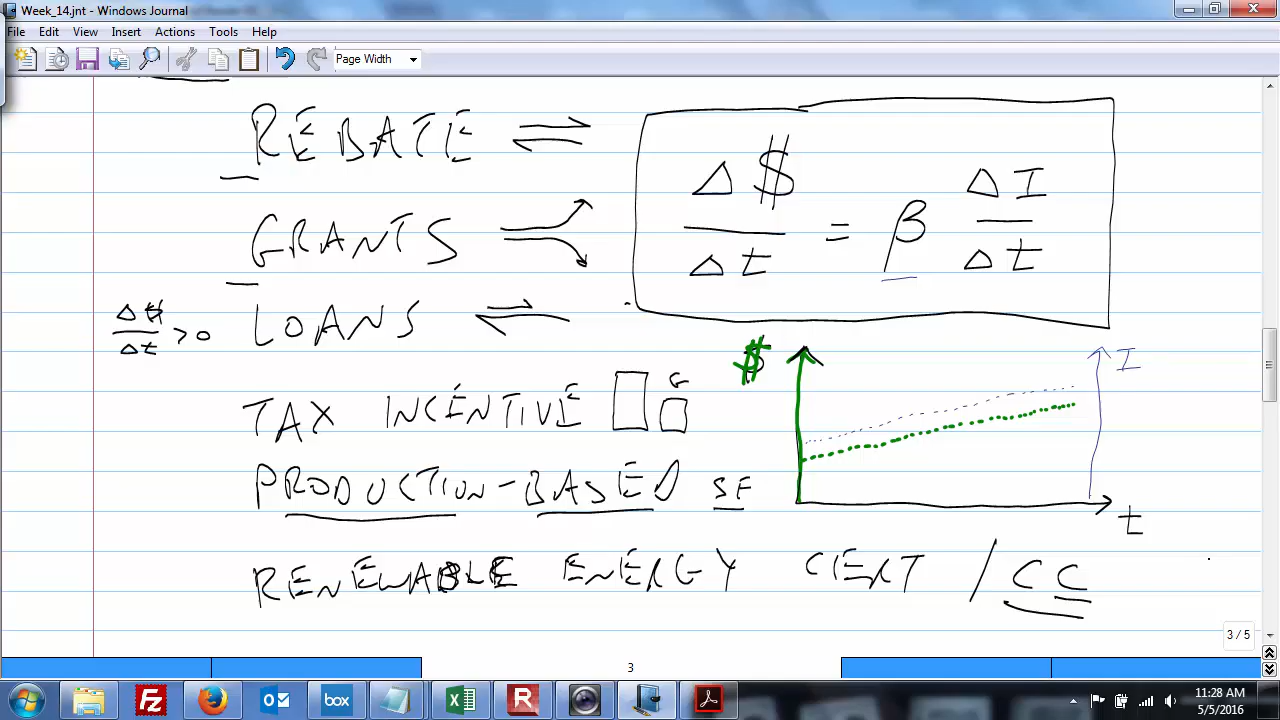 Week_14.jnt - Windows Journal
File Edit View Insert Actions Tools Help
Page Width
REBATE ⇌
Δ$/Δt = β ΔI/Δt
GRANTS
Δ$/Δt > 0 LOANS ⇌
$ I
TAX INCENTIVE G
PRODUCTION-BASED SF
t
RENEWABLE ENERGY CERT / CC
3 / 5
3
box
R
11:28 AM
5/5/2016